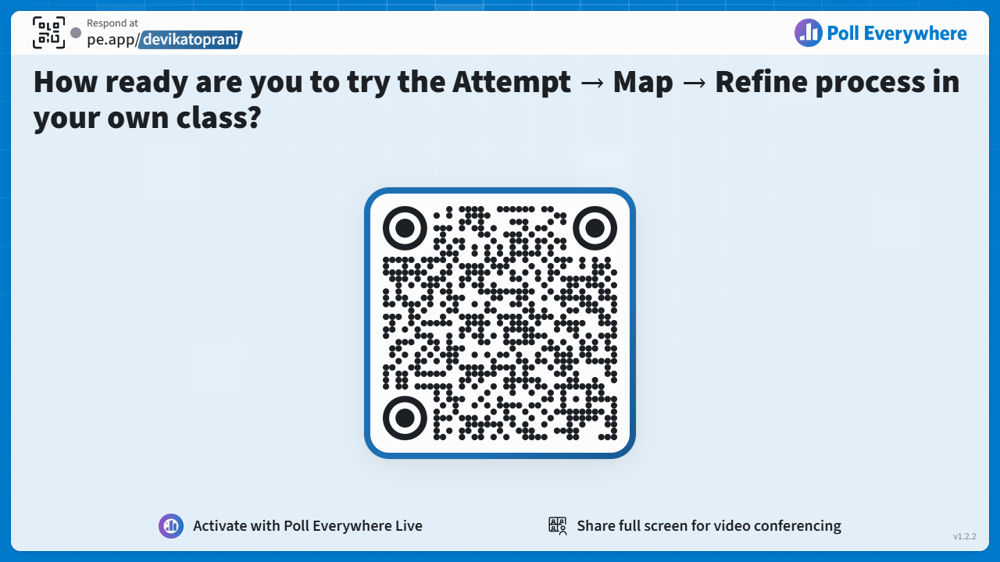 Respond at
pe.app/devikatoprani
Poll Everywhere
How ready are you to try the Attempt → Map → Refine process in
your own class?
Activate with Poll Everywhere Live
Share full screen for video conferencing
v1.2.2